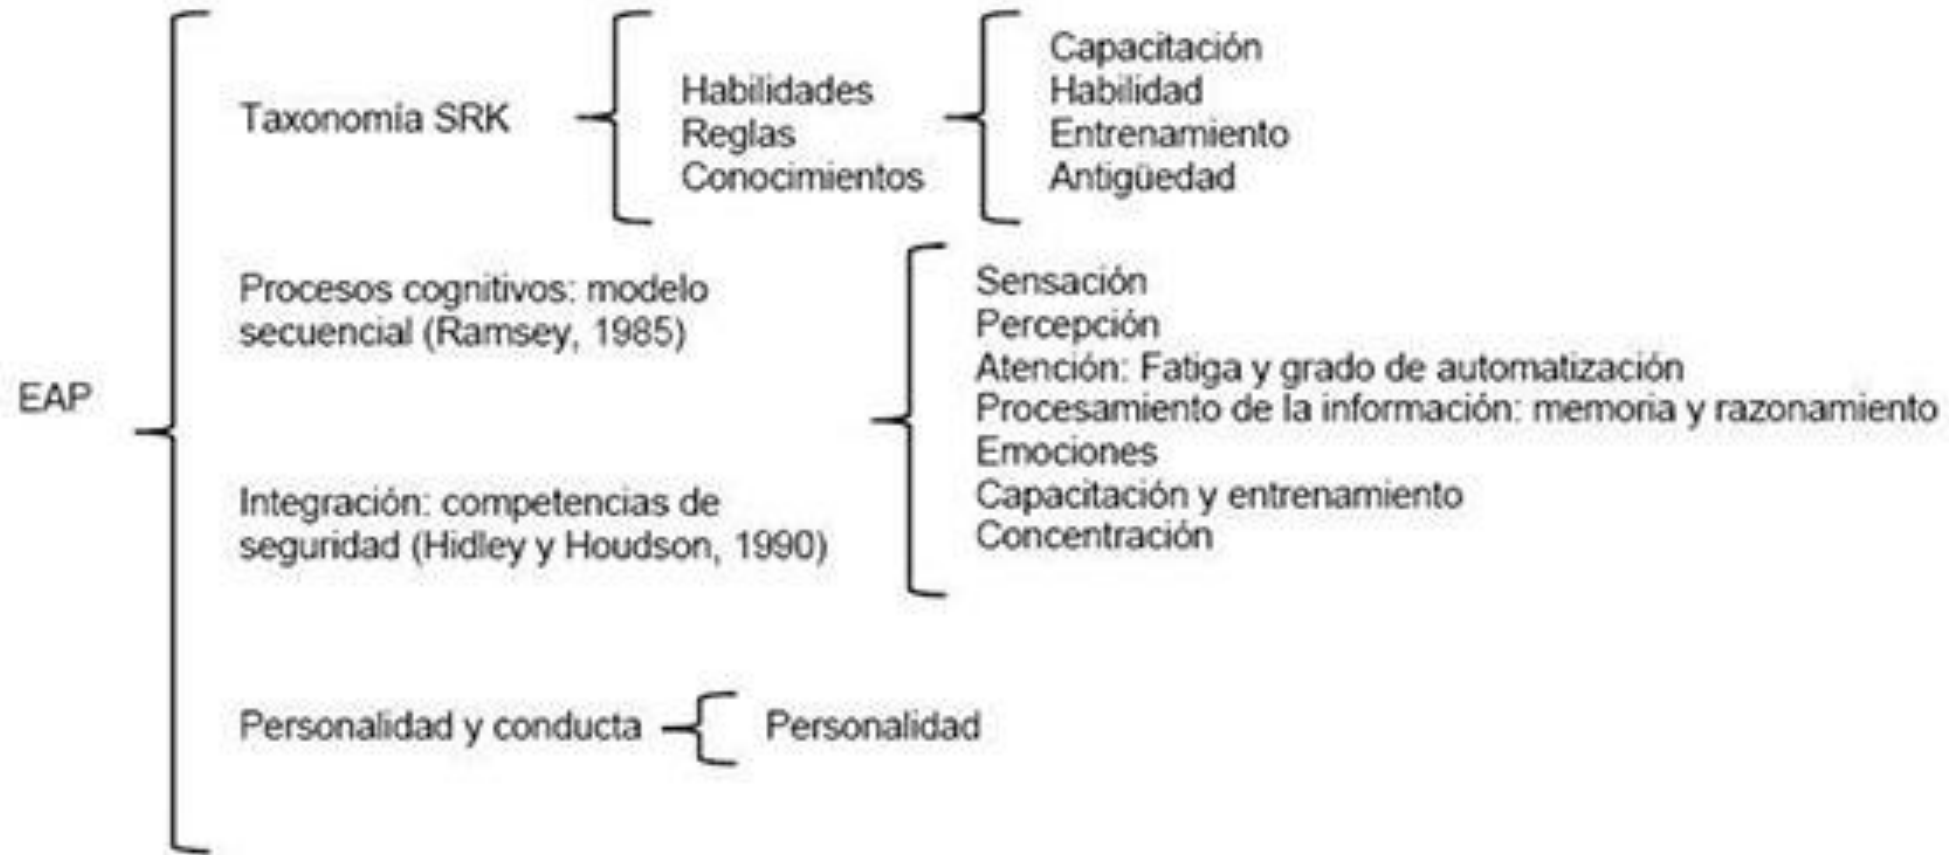 EAP
Taxonomía SRK
Habilidades
Reglas
Conocimientos
Capacitación
Habilidad
Entrenamiento
Antigüedad
Procesos cognitivos: modelo
secuencial (Ramsey, 1985)
Integración: competencias de
seguridad (Hidley y Houdson, 1990)
Sensación
Percepción
Atención: Fatiga y grado de automatización
Procesamiento de la información: memoria y razonamiento
Emociones
Capacitación y entrenamiento
Concentración
Personalidad y conducta
Personalidad